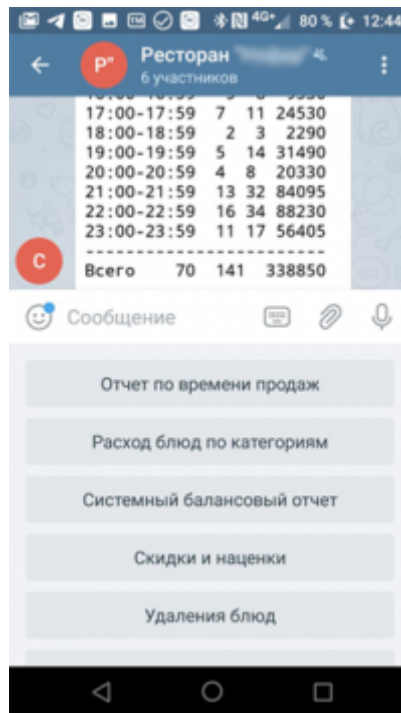 4G+ 80 % 12:44
Р" Ресторан
6 участников
17:00-17:59 7 11 24530
18:00-18:59 2 3 2290
19:00-19:59 5 14 31490
20:00-20:59 4 8 20330
21:00-21:59 13 32 84095
22:00-22:59 16 34 88230
23:00-23:59 11 17 56405
--------------------------
Всего 70 141 338850
С
Сообщение
Отчет по времени продаж
Расход блюд по категориям
Системный балансовый отчет
Скидки и наценки
Удаления блюд